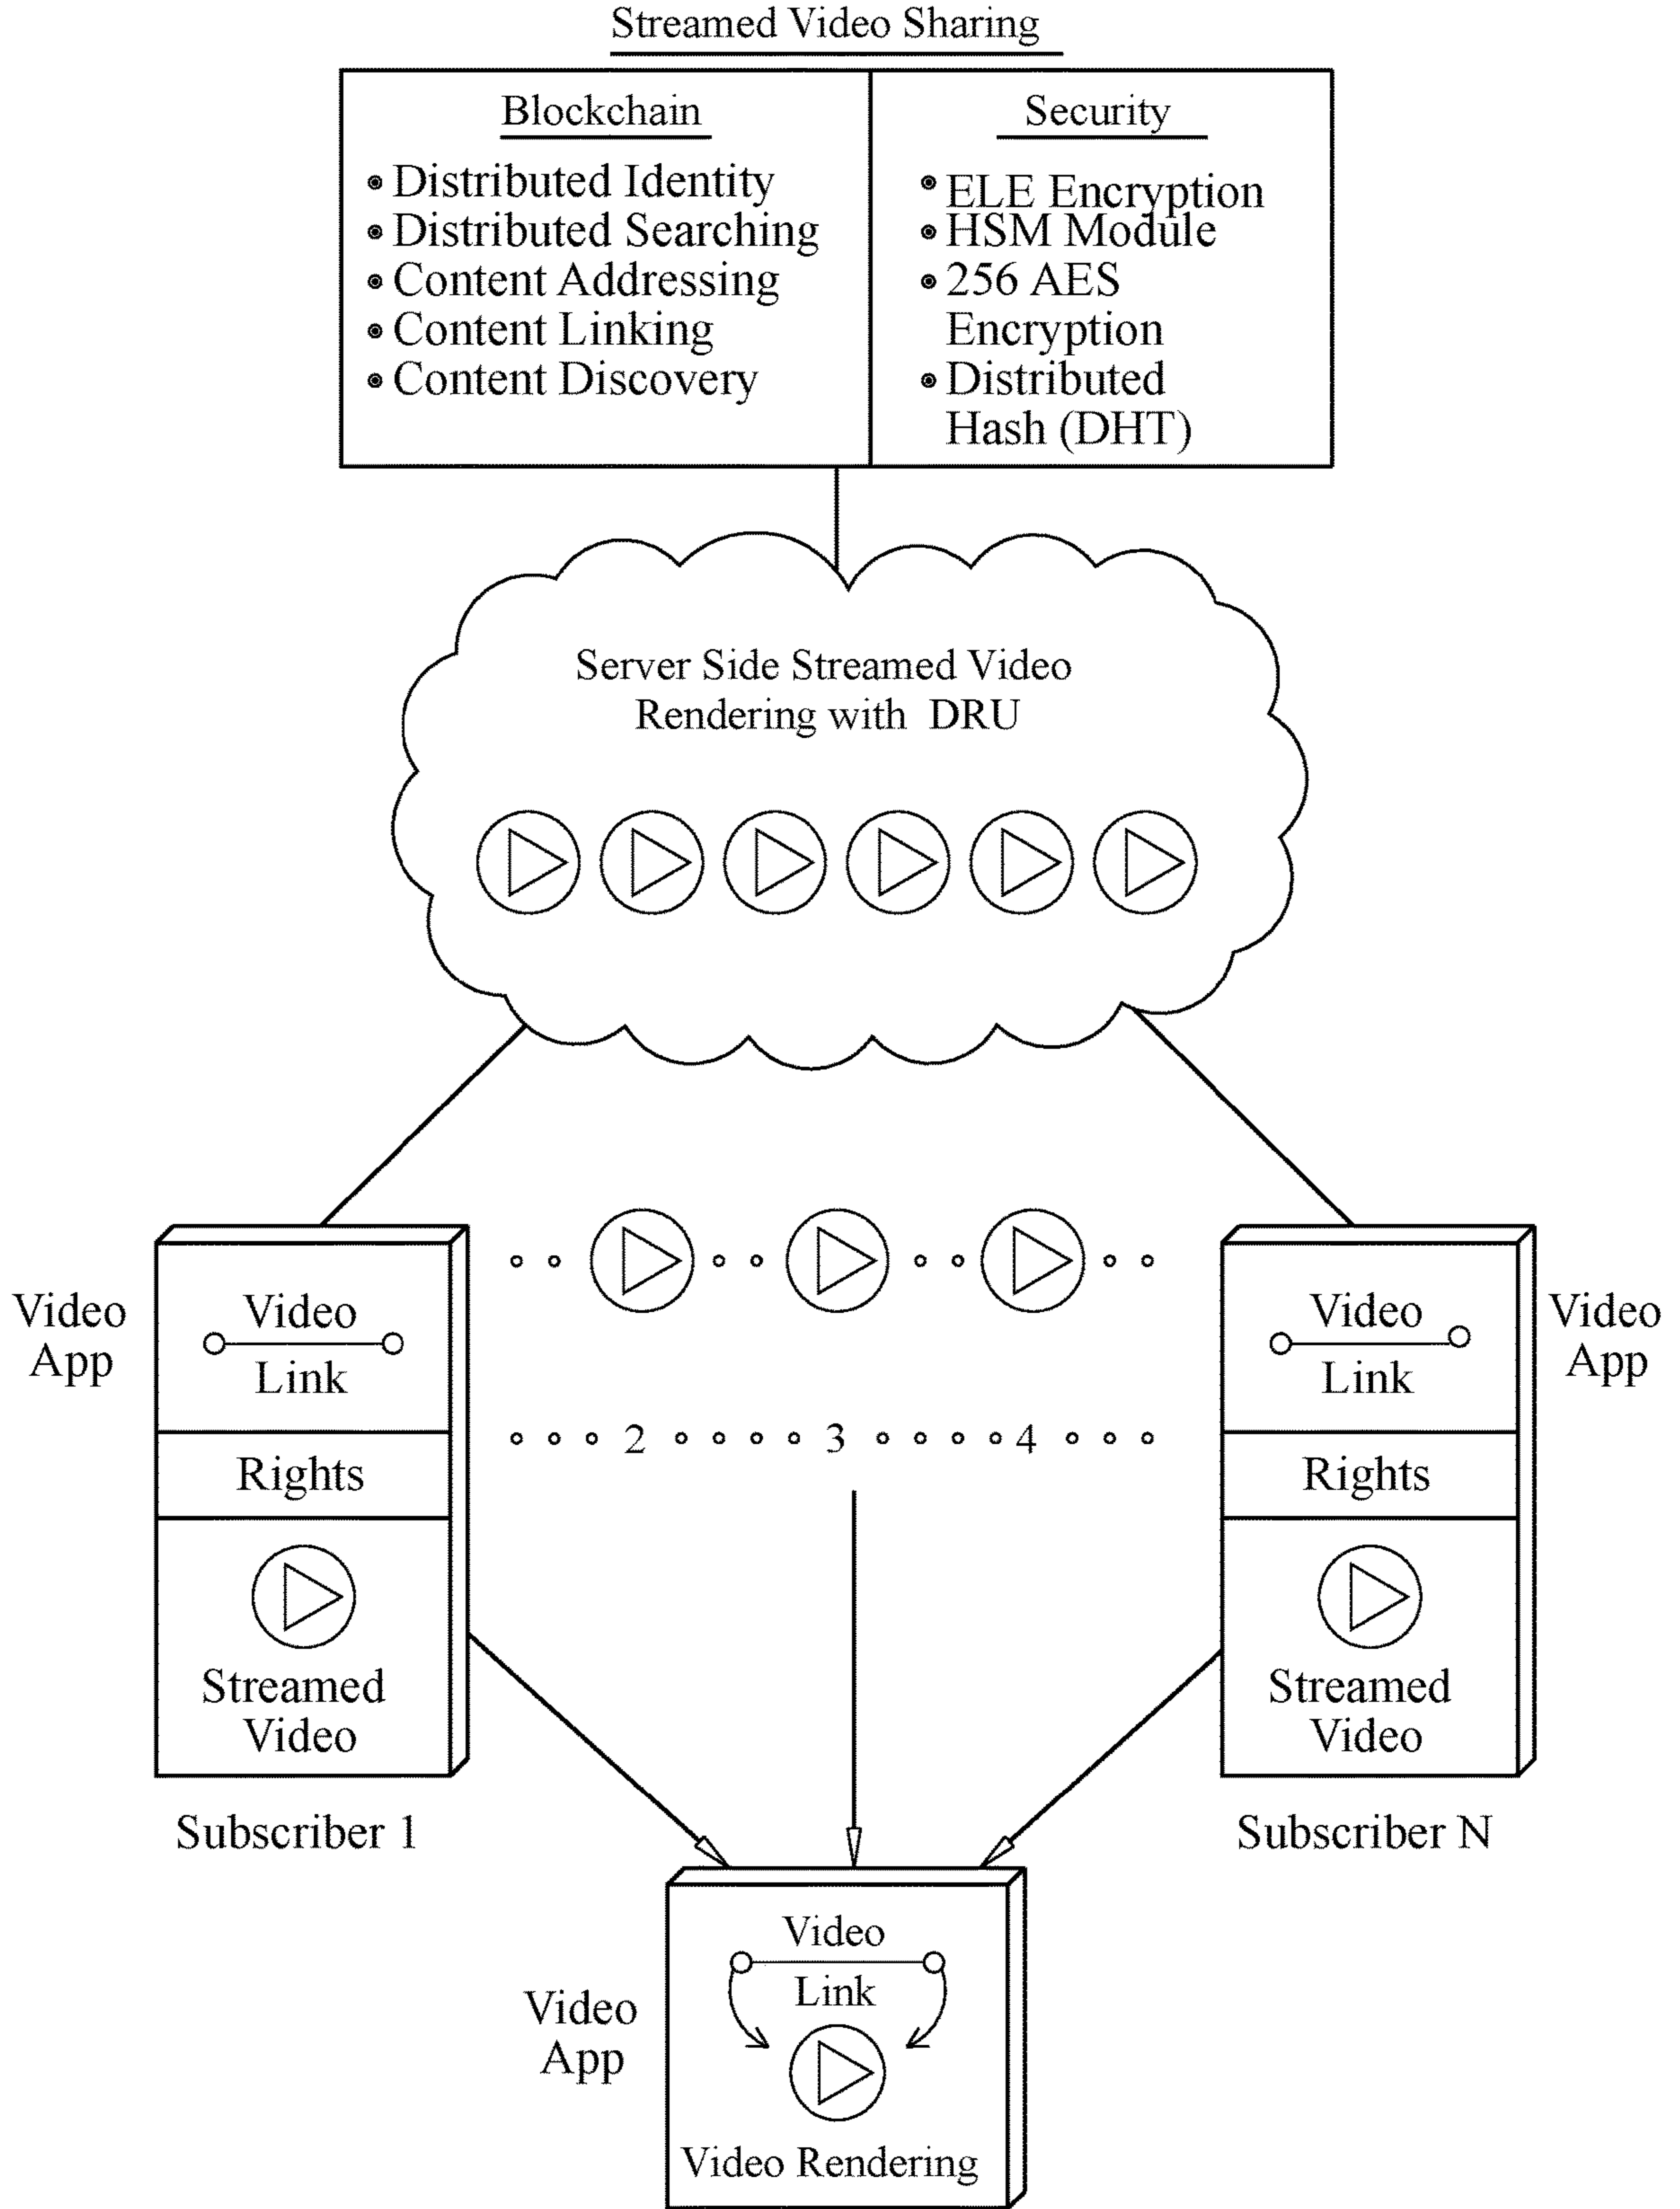 Streamed Video Sharing
Blockchain
• Distributed Identity
• Distributed Searching
• Content Addressing
• Content Linking
• Content Discovery
Security
• ELE Encryption
• HSM Module
• 256 AES
Encryption
• Distributed
Hash (DHT)
Server Side Streamed Video
Rendering with DRU
Video
App
Video
Link
Rights
Streamed
Video
Subscriber 1
2 3 4
Video
Link
Rights
Streamed
Video
Subscriber N
Video
App
Video
App
Video
Link
Video Rendering